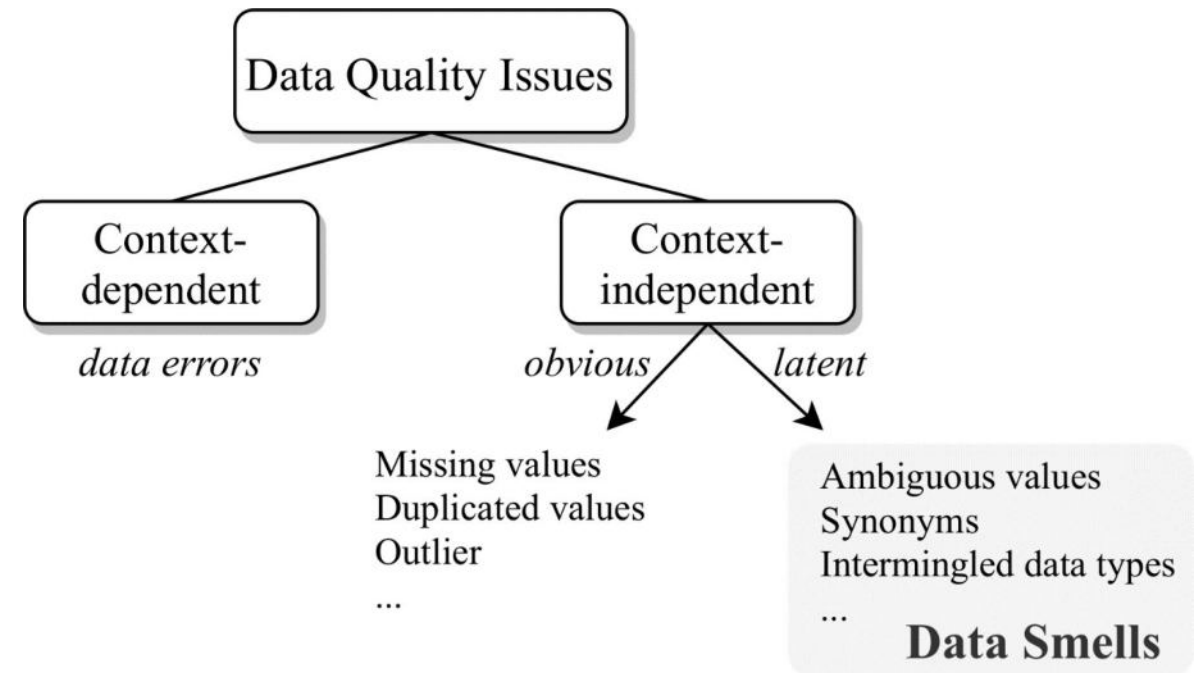 Data Quality Issues
Context-
dependent
Context-
independent
data errors
obvious
latent
Missing values
Duplicated values
Outlier
...
Ambiguous values
Synonyms
Intermingled data types
...
Data Smells